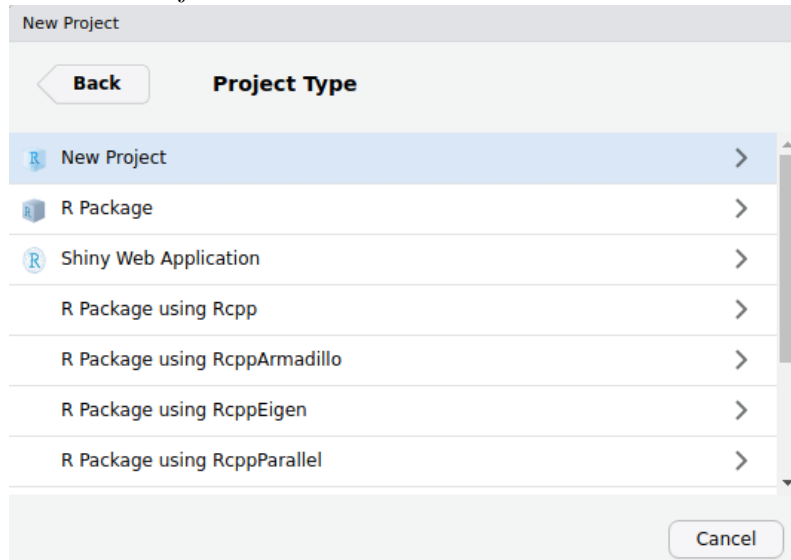 New Project
Back
Project Type
New Project
R Package
Shiny Web Application
R Package using Rcpp
R Package using RcppArmadillo
R Package using RcppEigen
R Package using RcppParallel
Cancel